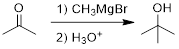 O
OH
1) CH3MgBr
2) H3O+